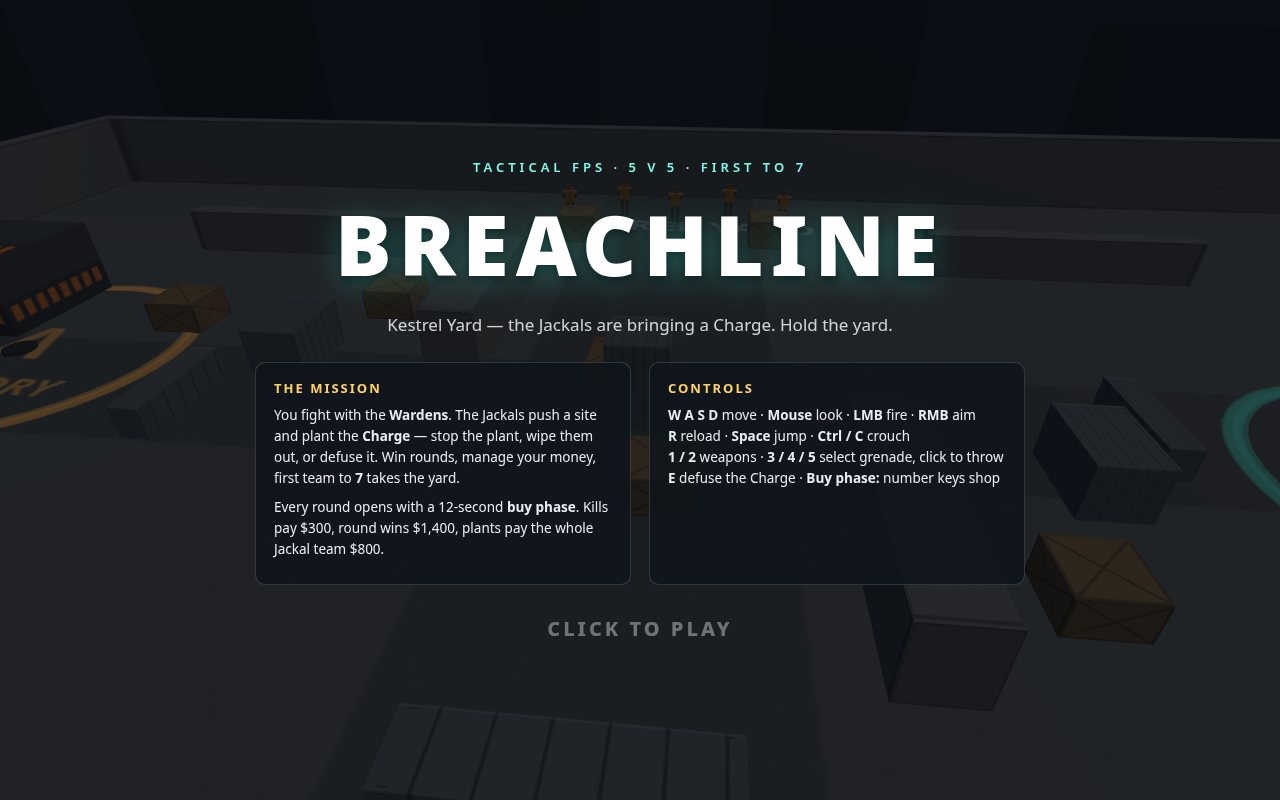 TACTICAL FPS · 5 V 5 · FIRST TO 7
BREACHLINE
Kestrel Yard — the Jackals are bringing a Charge. Hold the yard.
THE MISSION
You fight with the Wardens. The Jackals push a site
and plant the Charge — stop the plant, wipe them
out, or defuse it. Win rounds, manage your money,
first team to 7 takes the yard.
Every round opens with a 12-second buy phase. Kills
pay $300, round wins $1,400, plants pay the whole
Jackal team $800.
CONTROLS
W A S D move · Mouse look · LMB fire · RMB aim
R reload · Space jump · Ctrl / C crouch
1 / 2 weapons · 3 / 4 / 5 select grenade, click to throw
E defuse the Charge · Buy phase: number keys shop
CLICK TO PLAY